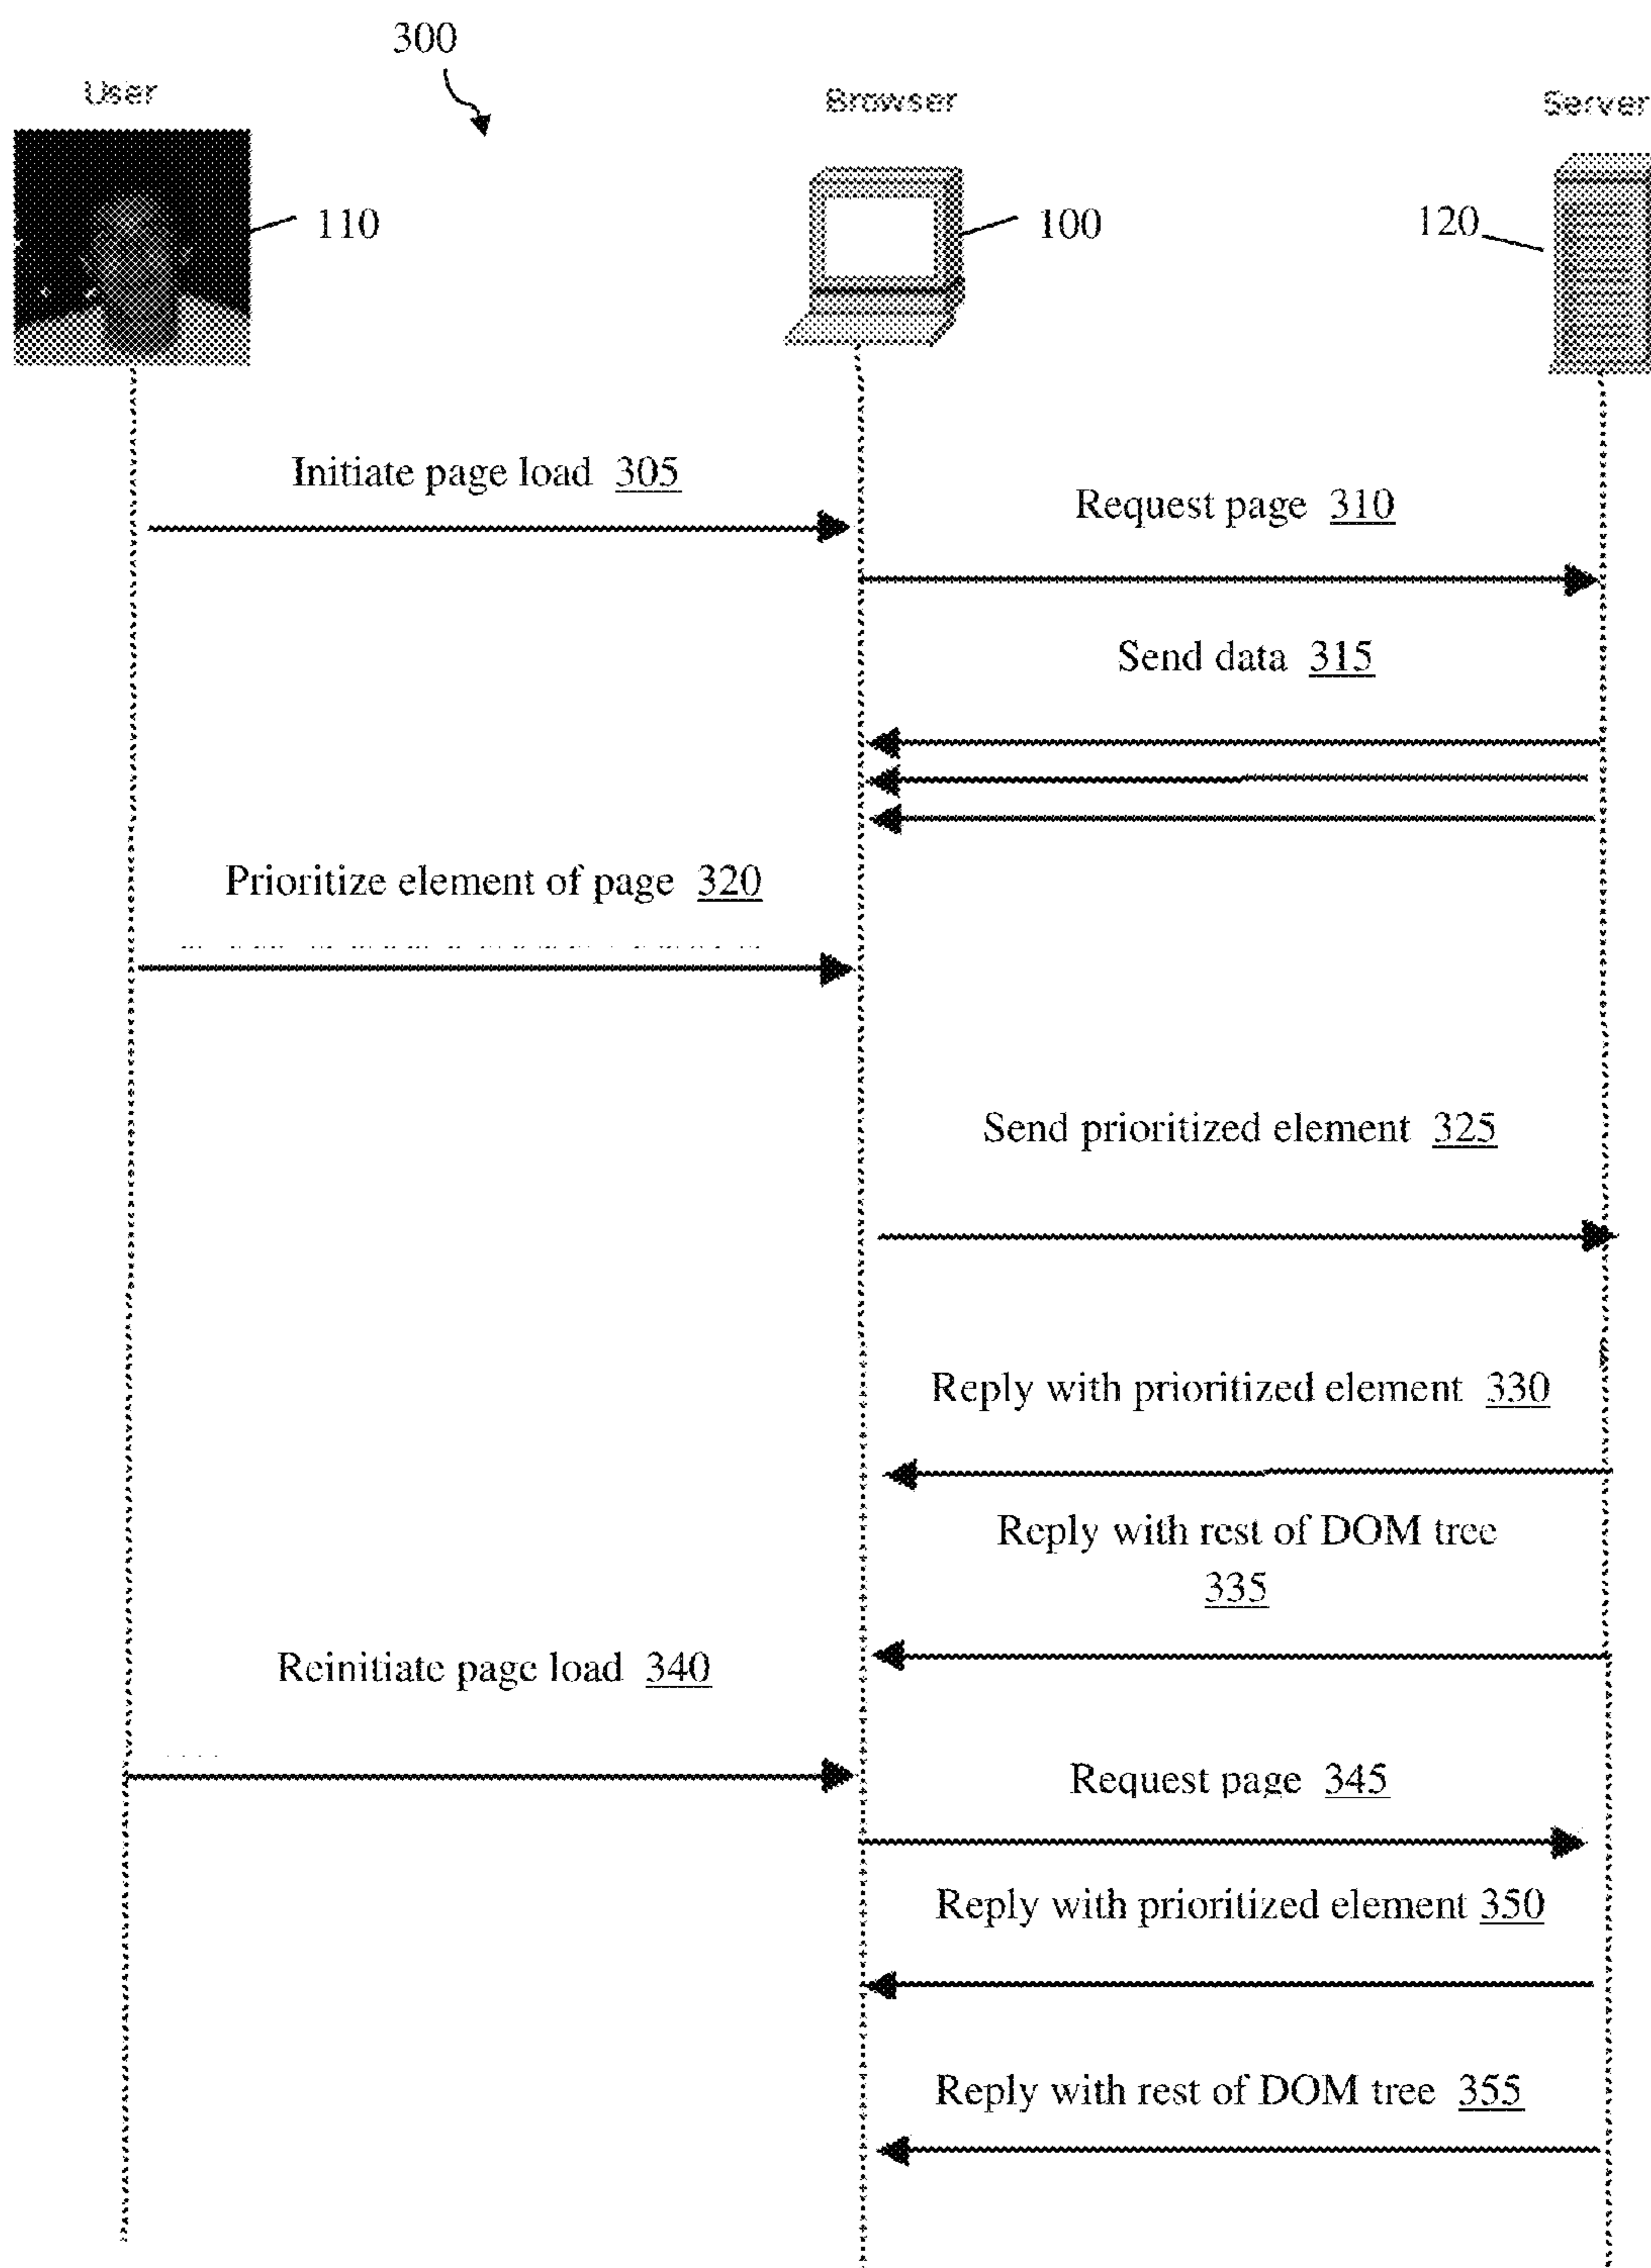 300
User
Browser
Server
110
100
120
Initiate page load 305
Request page 310
Send data 315
Prioritize element of page 320
Send prioritized element 325
Reply with prioritized element 330
Reply with rest of DOM tree
335
Reinitiate page load 340
Request page 345
Reply with prioritized element 350
Reply with rest of DOM tree 355